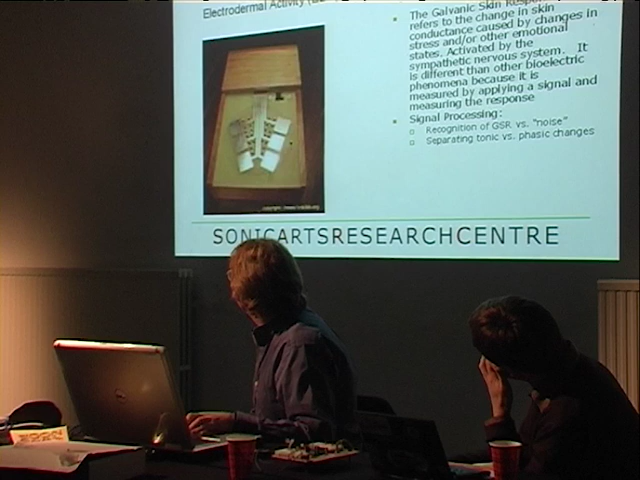 Electrodermal Activity
The Galvanic Skin Response
refers to the change in skin
conductance caused by changes in
stress and/or other emotional
states. Activated by the
sympathetic nervous system. It
is different than other bioelectric
phenomena because it is
measured by applying a signal and
measuring the response
Signal Processing:
Recognition of GSR vs. "noise"
Separating tonic vs. phasic changes
SONICARTSRESEARCHCENTRE